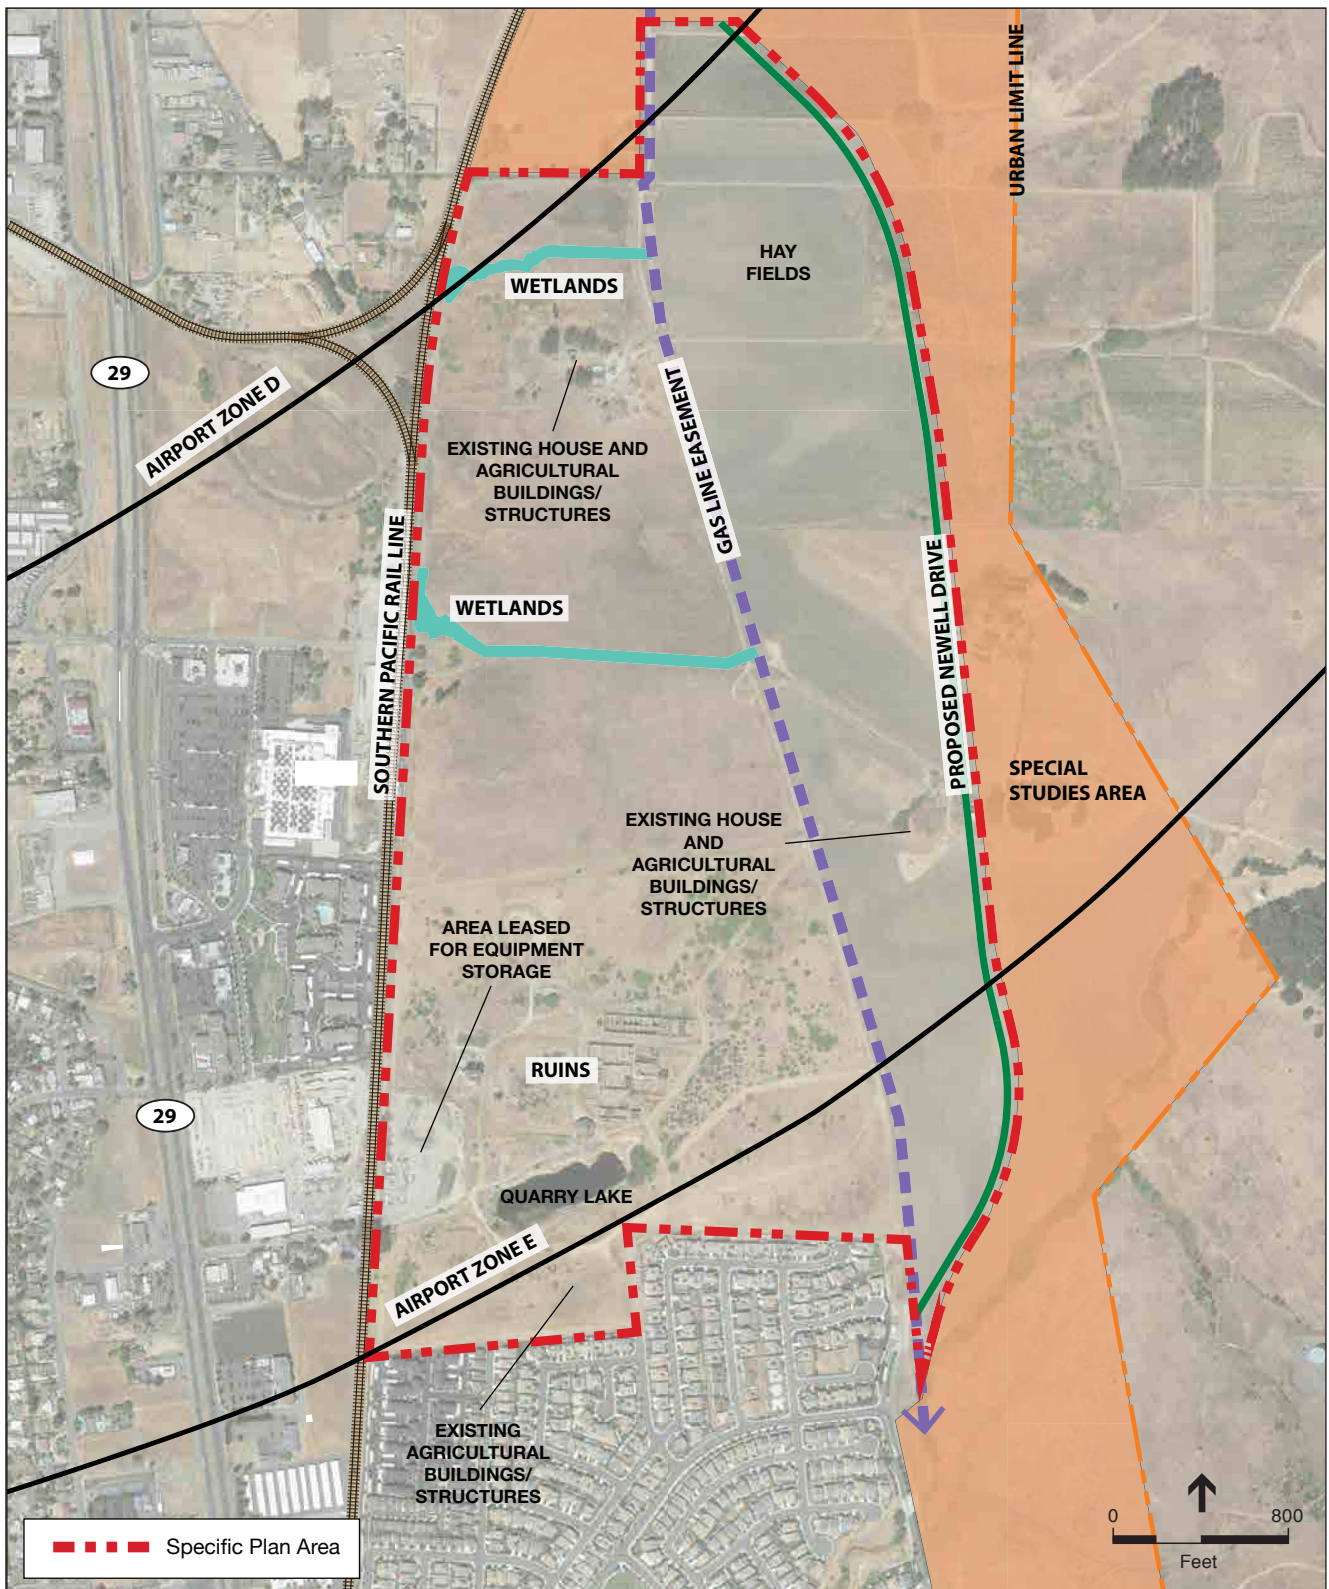 URBAN LIMIT LINE
HAY
FIELDS
WETLANDS
29
AIRPORT ZONE D
GAS LINE EASEMENT
EXISTING HOUSE AND
AGRICULTURAL
BUILDINGS/
STRUCTURES
SOUTHERN PACIFIC RAIL LINE
WETLANDS
PROPOSED NEWELL DRIVE
SPECIAL
STUDIES AREA
EXISTING HOUSE
AND
AGRICULTURAL
BUILDINGS/
STRUCTURES
AREA LEASED
FOR EQUIPMENT
STORAGE
RUINS
29
QUARRY LAKE
AIRPORT ZONE E
EXISTING
AGRICULTURAL
BUILDINGS/
STRUCTURES
Specific Plan Area
0 800
Feet